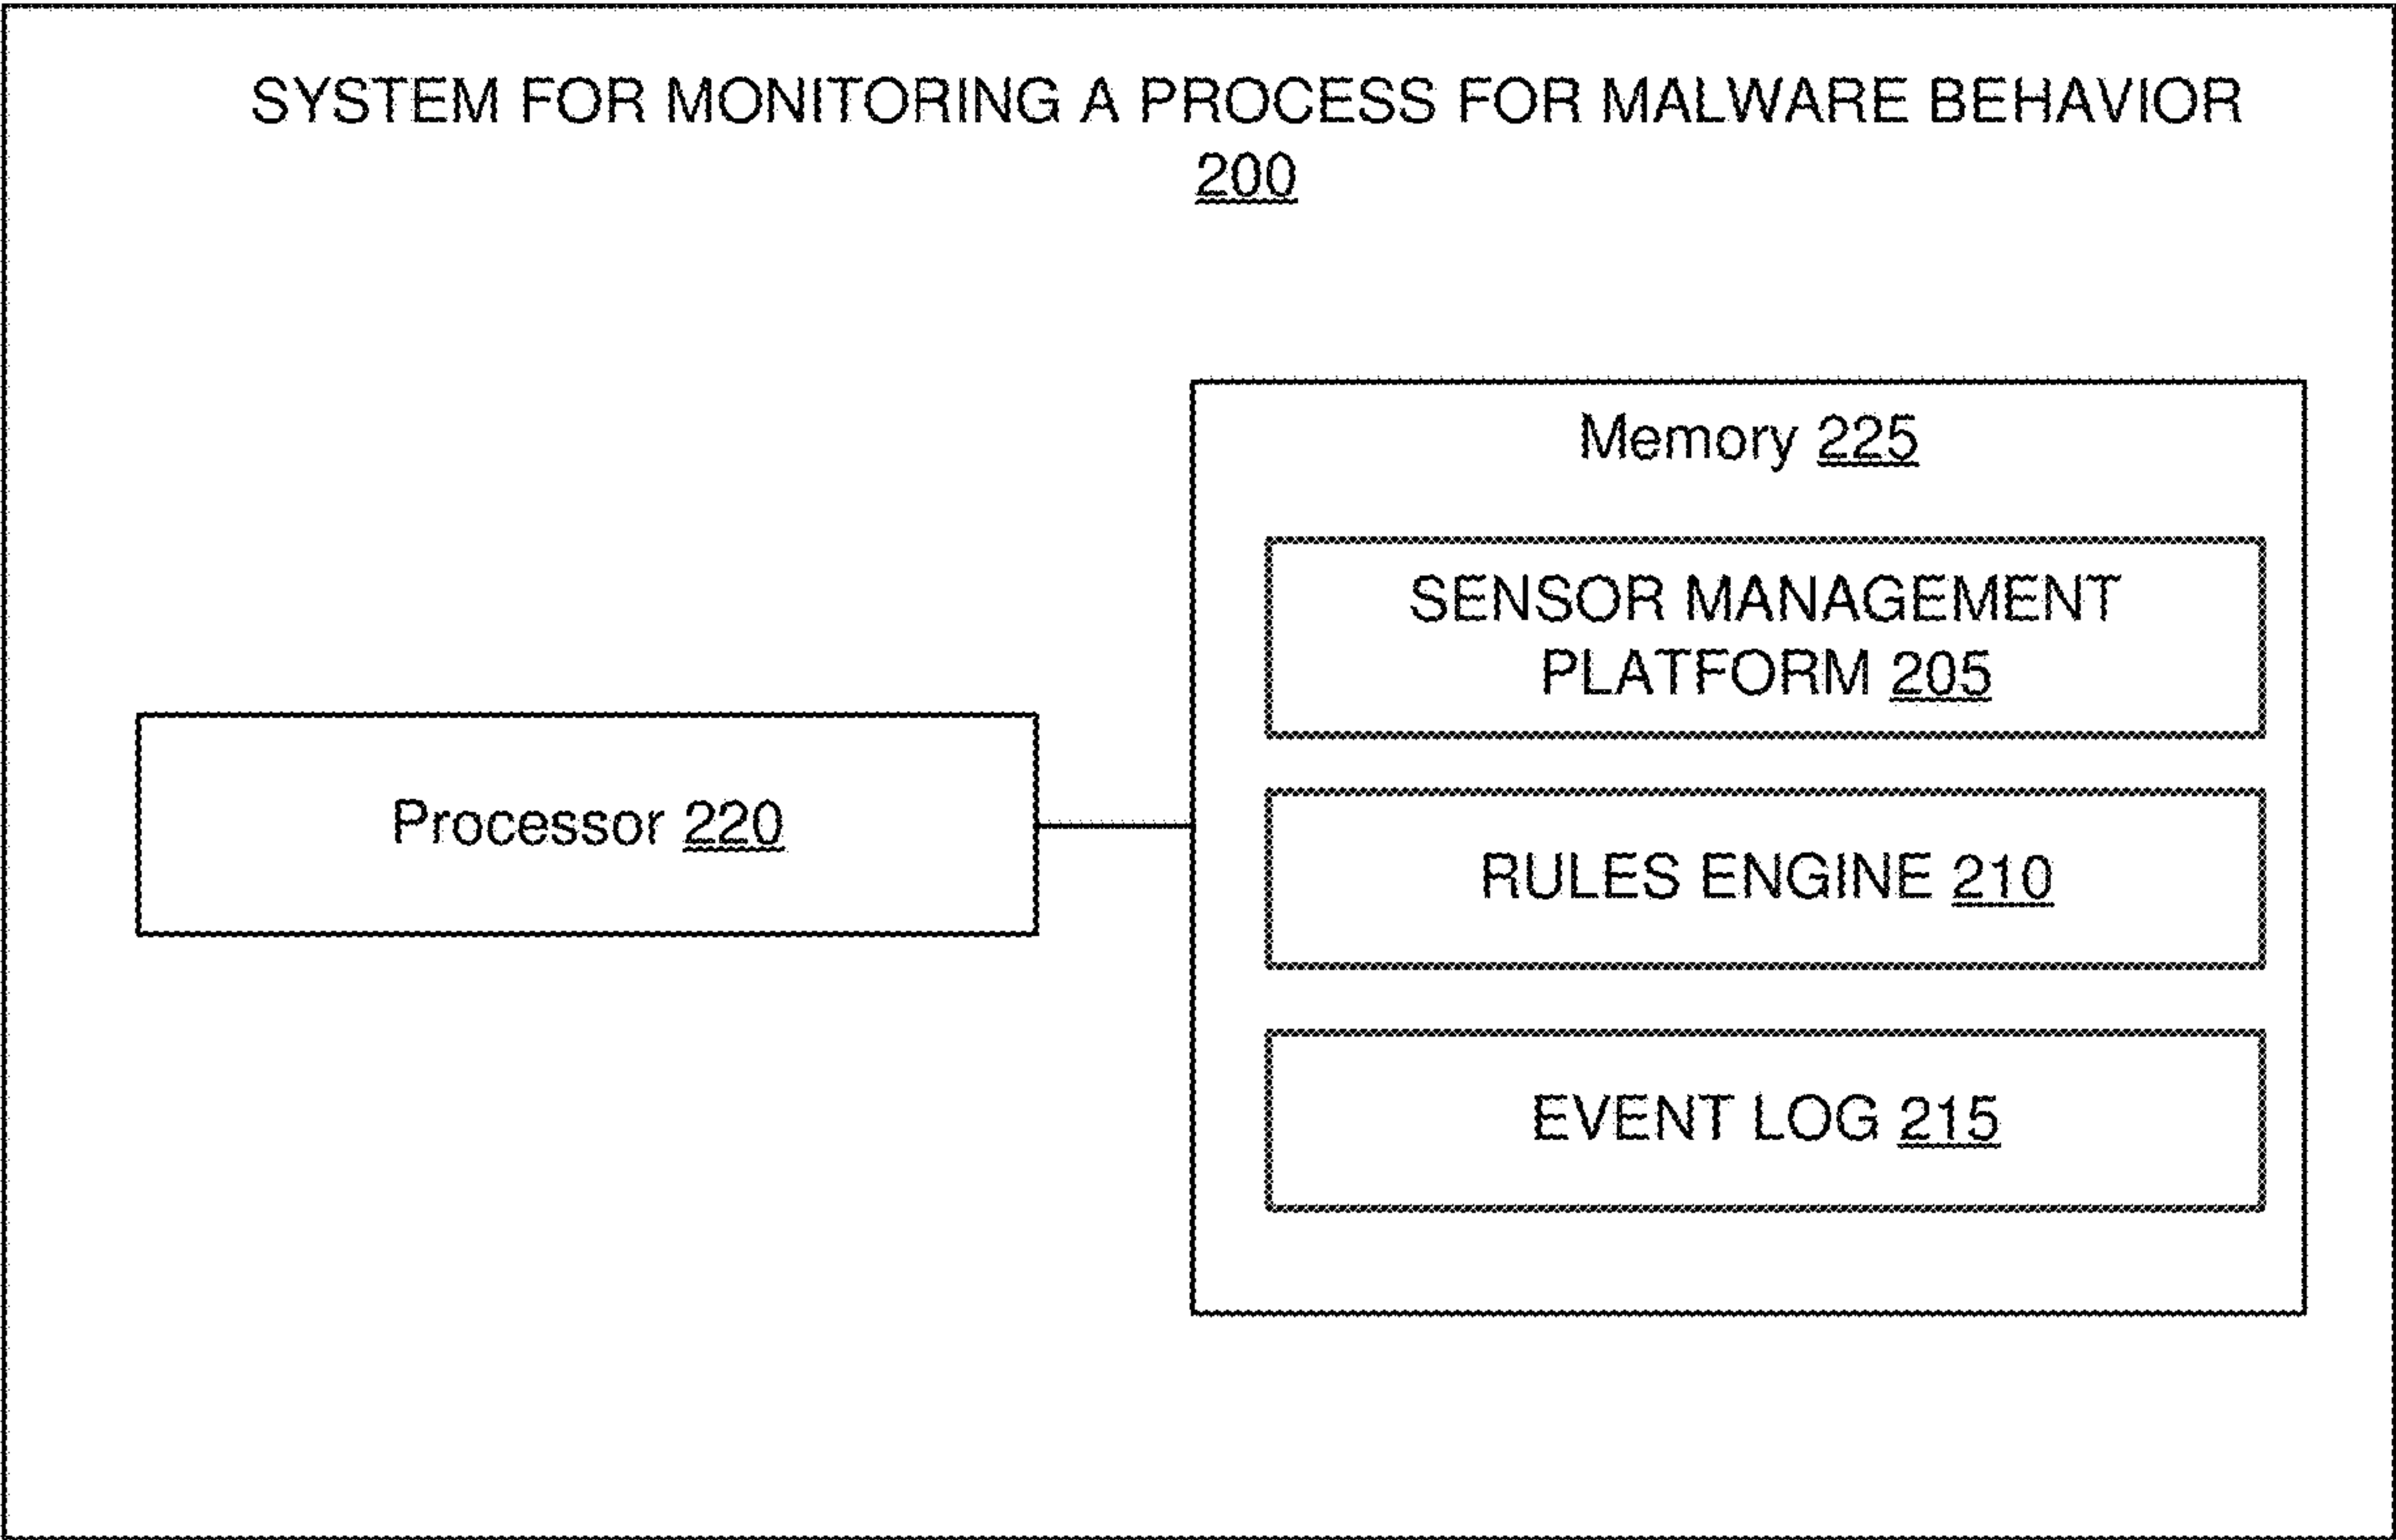 SYSTEM FOR MONITORING A PROCESS FOR MALWARE BEHAVIOR
200
Memory 225
SENSOR MANAGEMENT
PLATFORM 205
Processor 220
RULES ENGINE 210
EVENT LOG 215